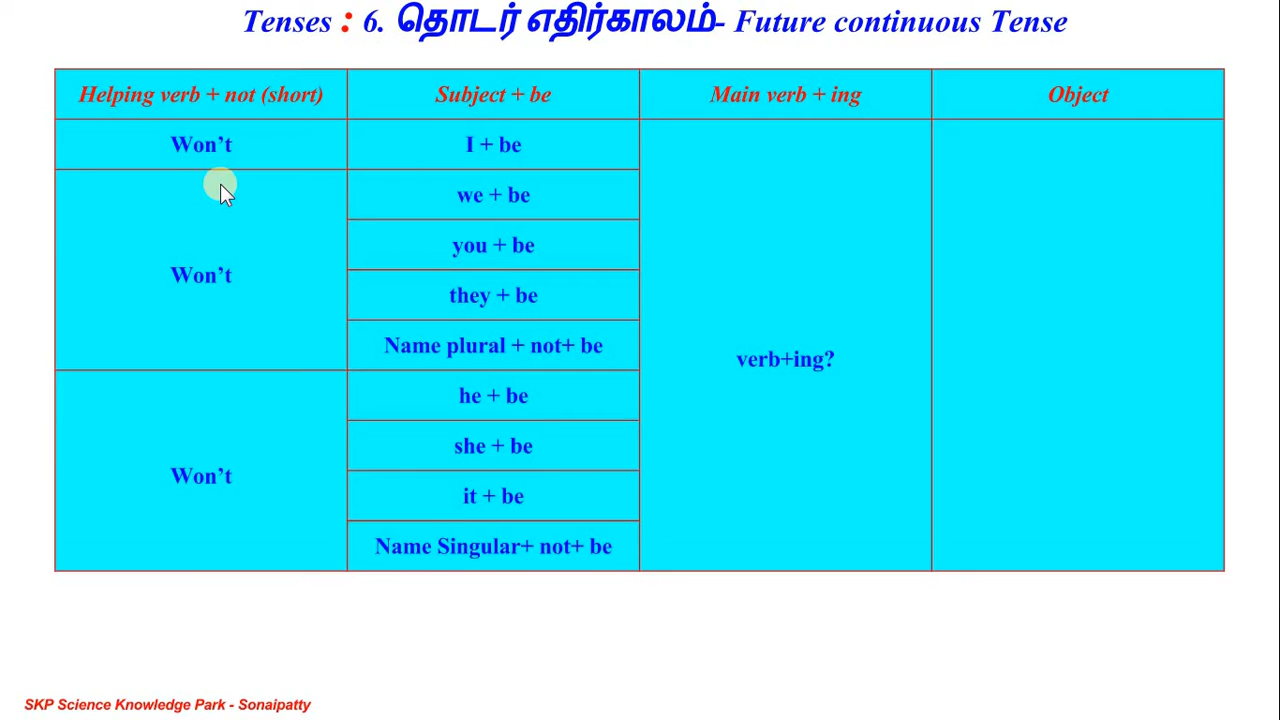 Tenses : 6. தொடர் எதிர்காலம்- Future continuous Tense
Helping verb + not (short) Subject + be Main verb + ing Object
Won’t I + be
we + be
you + be
Won’t
they + be
Name plural + not+ be
verb+ing?
he + be
she + be
Won’t
it + be
Name Singular+ not+ be
SKP Science Knowledge Park - Sonaipatty